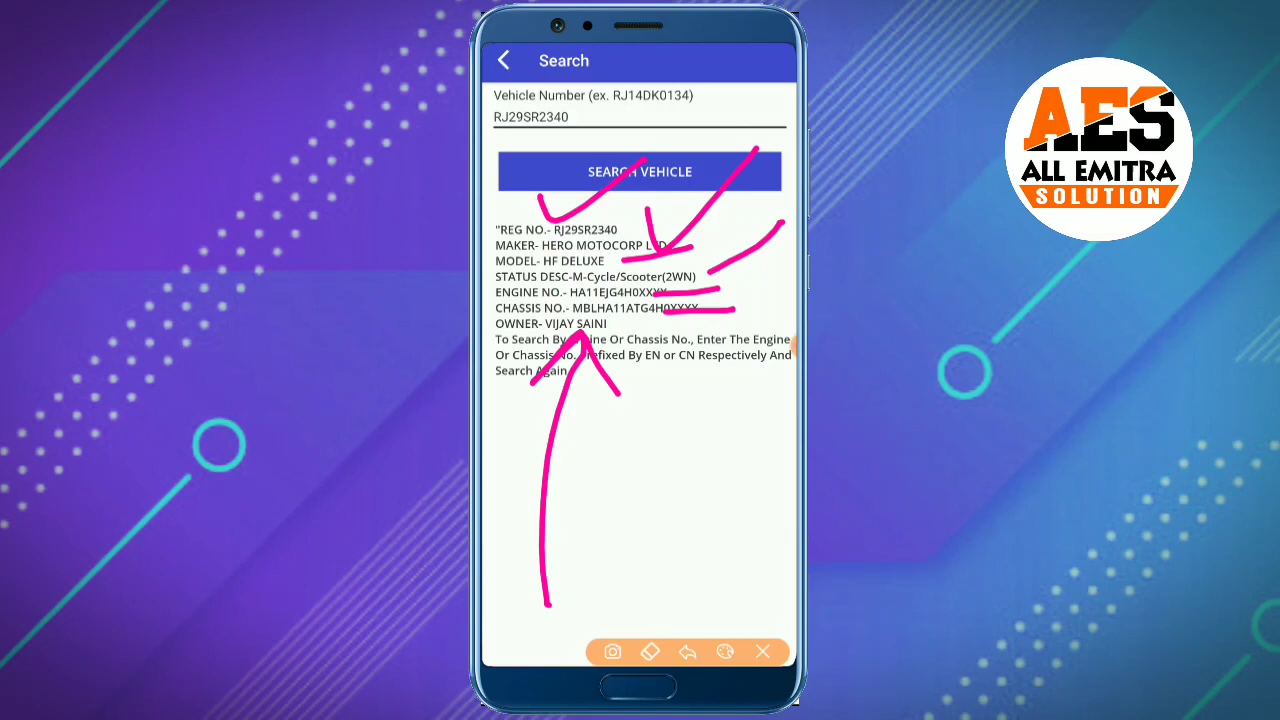 Search
Vehicle Number (ex. RJ14DK0134)
RJ29SR2340
SEARCH VEHICLE
"REG NO.- RJ29SR2340
MAKER- HERO MOTOCORP LTD
MODEL- HF DELUXE
STATUS DESC-M-Cycle/Scooter(2WN)
ENGINE NO.- HA11EJG4H0XXXX
CHASSIS NO.- MBLHA11ATG4H0XXXX
OWNER- VIJAY SAINI
To Search By Engine Or Chassis No., Enter The Engine
Or Chassis No. Prefixed By EN or CN Respectively And
Search Again
AES
ALL EMITRA
SOLUTION